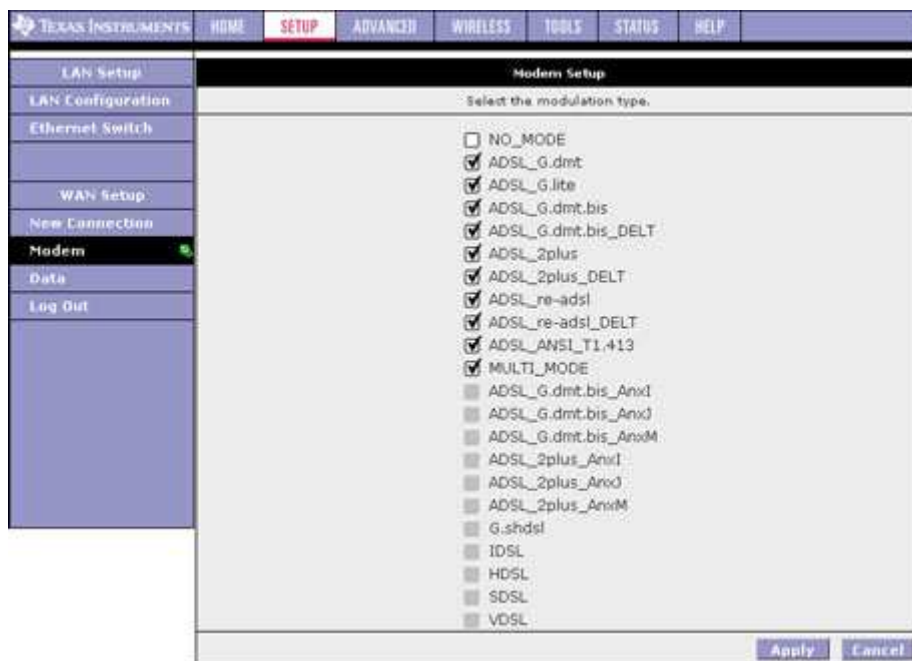 TEXAS INSTRUMENTS HOME SETUP ADVANCED WIRELESS TOOLS STATUS HELP
LAN Setup
LAN Configuration
Ethernet Switch
WAN Setup
New Connection
Modem
Data
Log Out
Modem Setup
Select the modulation type.
NO_MODE
ADSL_G.dmt
ADSL_G.lite
ADSL_G.dmt.bis
ADSL_G.dmt.bis_DELT
ADSL_2plus
ADSL_2plus_DELT
ADSL_re-adsl
ADSL_re-adsl_DELT
ADSL_ANSI_T1.413
MULTI_MODE
ADSL_G.dmt.bis_AnxI
ADSL_G.dmt.bis_AnxJ
ADSL_G.dmt.bis_AnxM
ADSL_2plus_AnxI
ADSL_2plus_AnxJ
ADSL_2plus_AnxM
G.shdsl
IDSL
HDSL
SDSL
VDSL
Apply Cancel